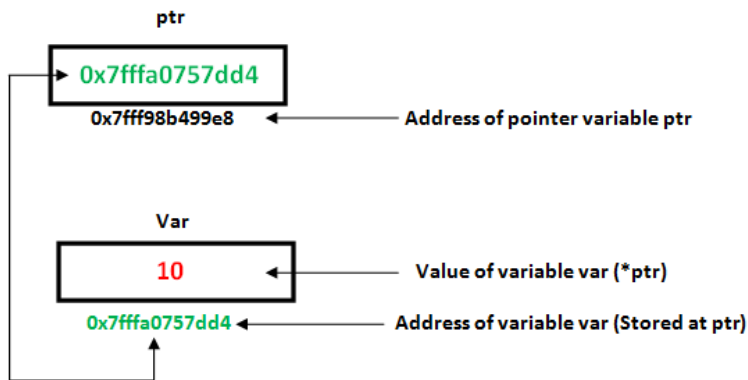 ptr
0x7fffa0757dd4
0x7fff98b499e8
Address of pointer variable ptr
Var
10
Value of variable var (*ptr)
0x7fffa0757dd4
Address of variable var (Stored at ptr)